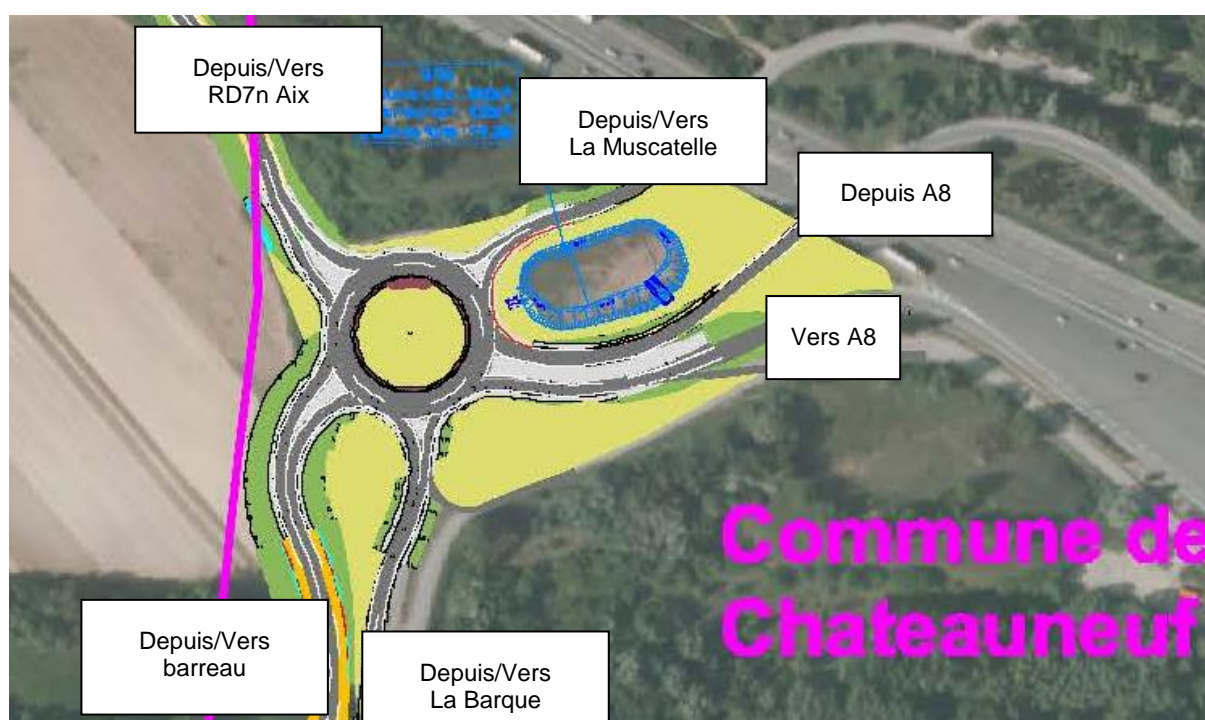 Depuis/Vers
RD7n Aix
Depuis/Vers
La Muscatelle
Depuis A8
Vers A8
Commune de
Chateauneuf
Depuis/Vers
barreau
Depuis/Vers
La Barque